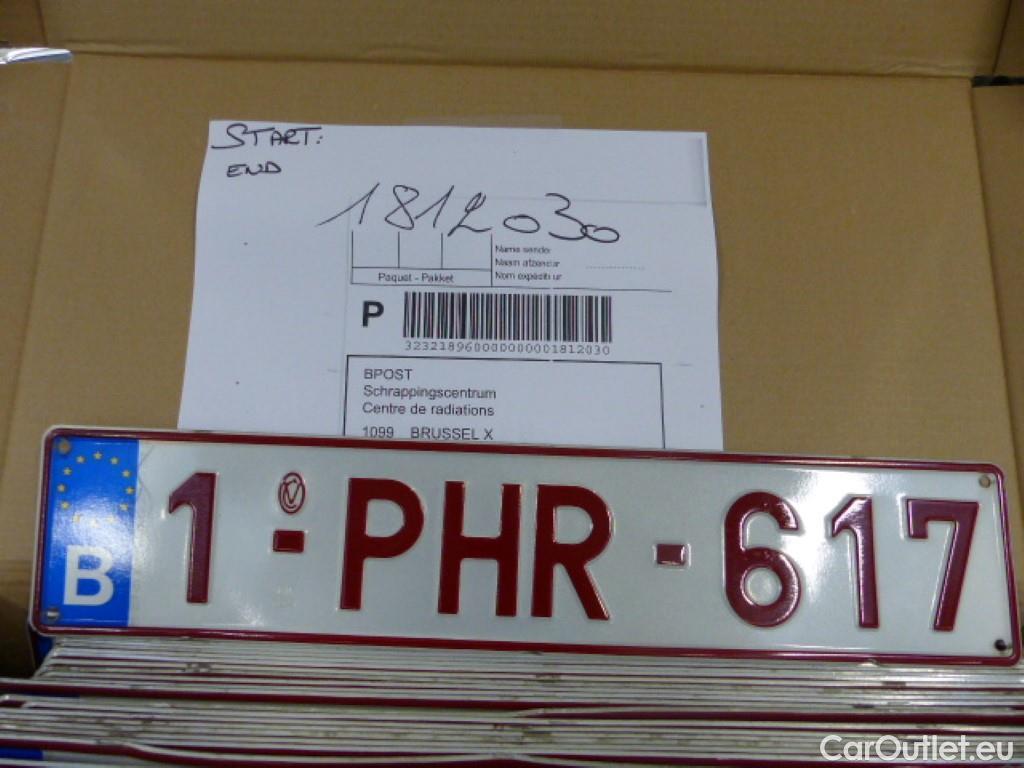 START:
END
1812030
Name sender
Naam afzender
Nom expéditeur
Paquet - Pakket
P
3232189600000000001812030
BPOST
Schrappingscentrum
Centre de radiations
1099 BRUSSEL X
B 1-PHR-617
CarOutlet.eu